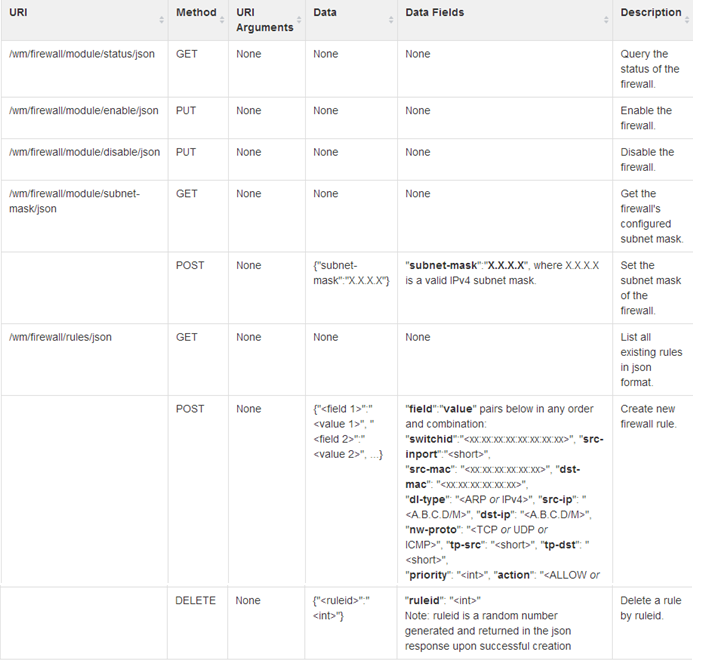 URI Method URI Arguments Data Data Fields Description
/wm/firewall/module/status/json GET None None None Query the status of the firewall.
/wm/firewall/module/enable/json PUT None None None Enable the firewall.
/wm/firewall/module/disable/json PUT None None None Disable the firewall.
/wm/firewall/module/subnet-mask/json GET None None None Get the firewall's configured subnet mask.
POST None {"subnet-mask":"X.X.X.X"} "subnet-mask":"X.X.X.X", where X.X.X.X is a valid IPv4 subnet mask. Set the subnet mask of the firewall.
/wm/firewall/rules/json GET None None None List all existing rules in json format.
POST None {"<field 1>":"<value 1>", "<field 2>":"<value 2>", ...} "field":"value" pairs below in any order and combination: "switchid":"<xx:xx:xx:xx:xx:xx:xx:xx>", "src-inport":"<short>", "src-mac": "<xx:xx:xx:xx:xx:xx>", "dst-mac": "<xx:xx:xx:xx:xx:xx>", "dl-type": "<ARP or IPv4>", "src-ip": "<A.B.C.D/M>", "dst-ip": "<A.B.C.D/M>", "nw-proto": "<TCP or UDP or ICMP>", "tp-src": "<short>", "tp-dst": "<short>", "priority": "<int>", "action": "<ALLOW or Create new firewall rule.
DELETE None {"<ruleid>":"<int>"} "ruleid": "<int>" Note: ruleid is a random number generated and returned in the json response upon successful creation Delete a rule by ruleid.